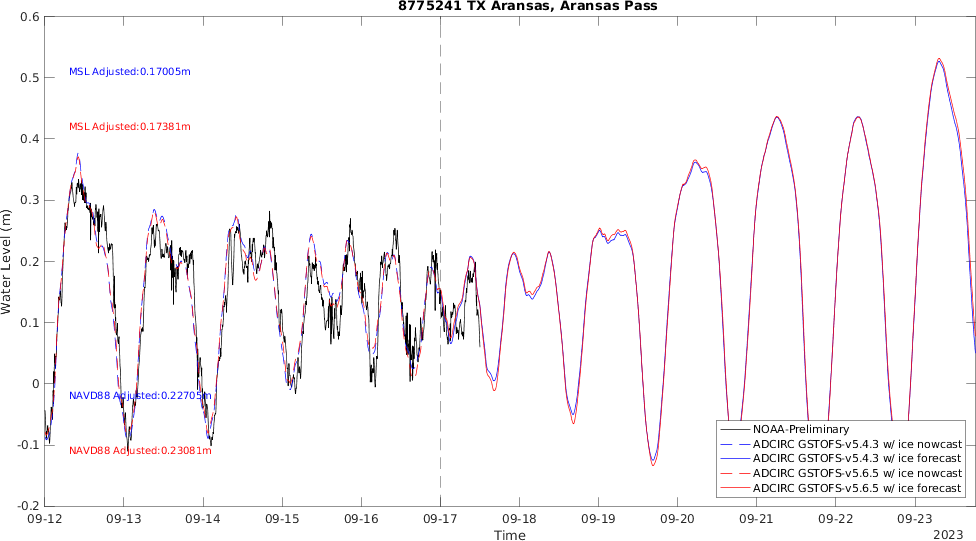 8775241 TX Aransas, Aransas Pass
Water Level (m)
0.6
0.5
0.4
0.3
0.2
0.1
0
-0.1
-0.2
MSL Adjusted:0.17005m
MSL Adjusted:0.17381m
NAVD88 Adjusted:0.22705m
NAVD88 Adjusted:0.23081m
NOAA-Preliminary
ADCIRC GSTOFS-v5.4.3 w/ ice nowcast
ADCIRC GSTOFS-v5.4.3 w/ ice forecast
ADCIRC GSTOFS-v5.6.5 w/ ice nowcast
ADCIRC GSTOFS-v5.6.5 w/ ice forecast
09-12 09-13 09-14 09-15 09-16 09-17 09-18 09-19 09-20 09-21 09-22 09-23
Time
2023